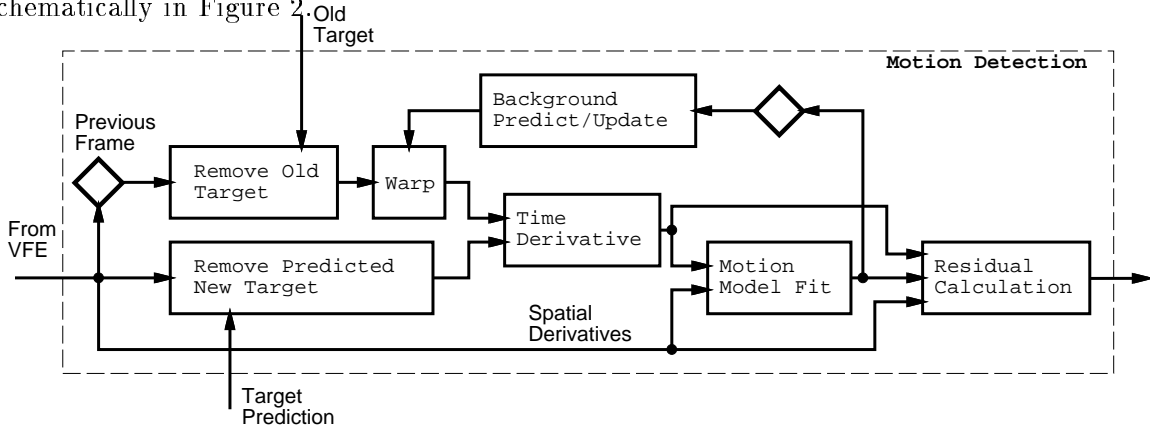 chematically in Figure 2.
Old
Target
Motion Detection
Background
Predict/Update
Previous
Frame
Remove Old
Target
Warp
From
VFE
Time
Derivative
Remove Predicted
New Target
Motion
Model Fit
Residual
Calculation
Spatial
Derivatives
Target
Prediction